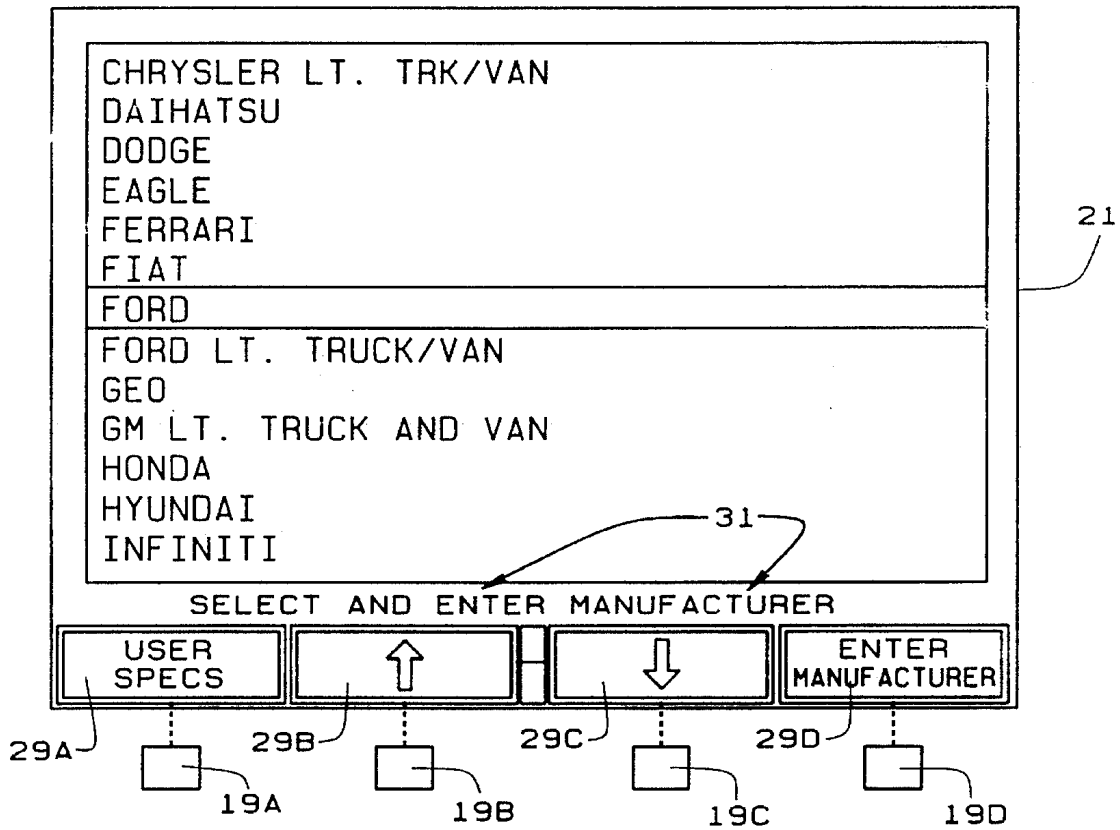 CHRYSLER LT. TRK/VAN
DAIHATSU
DODGE
EAGLE
FERRARI
FIAT
21
FORD
FORD LT. TRUCK/VAN
GEO
GM LT. TRUCK AND VAN
HONDA
HYUNDAI
31
INFINITI
SELECT AND ENTER MANUFACTURER
USER SPECS
ENTER MANUFACTURER
29A
29B
29C
29D
19A
19B
19C
19D